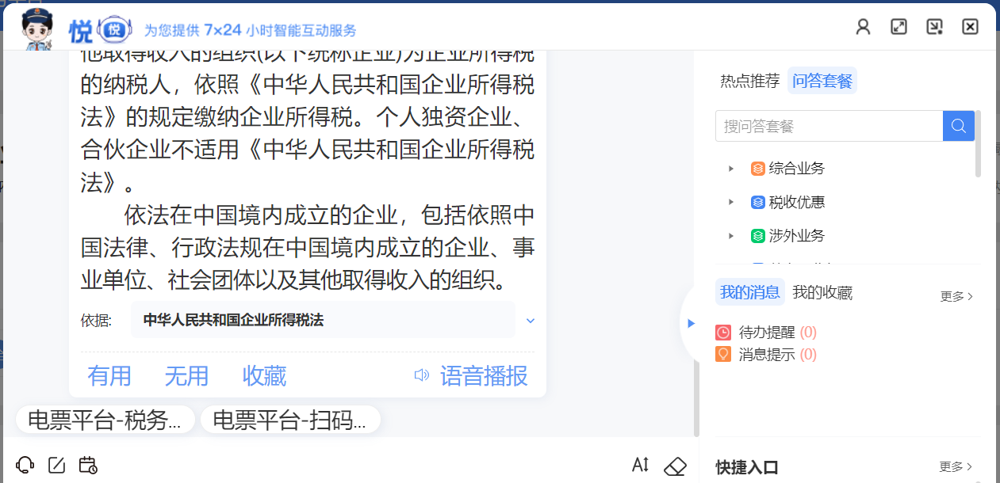 悦 悦 为您提供 7×24 小时智能互动服务
他取得收入的组织(以下统称企业)为企业所得税
的纳税人，依照《中华人民共和国企业所得税
法》的规定缴纳企业所得税。个人独资企业、
合伙企业不适用《中华人民共和国企业所得税
法》。
依法在中国境内成立的企业，包括依照中
国法律、行政法规在中国境内成立的企业、事
业单位、社会团体以及其他取得收入的组织。
依据: 中华人民共和国企业所得税法
有用 无用 收藏 语音播报
电票平台-税务... 电票平台-扫码...
A
热点推荐 问答套餐
搜问答套餐
综合业务
税收优惠
涉外业务
我的消息 我的收藏 更多
待办提醒 (0)
消息提示 (0)
快捷入口 更多